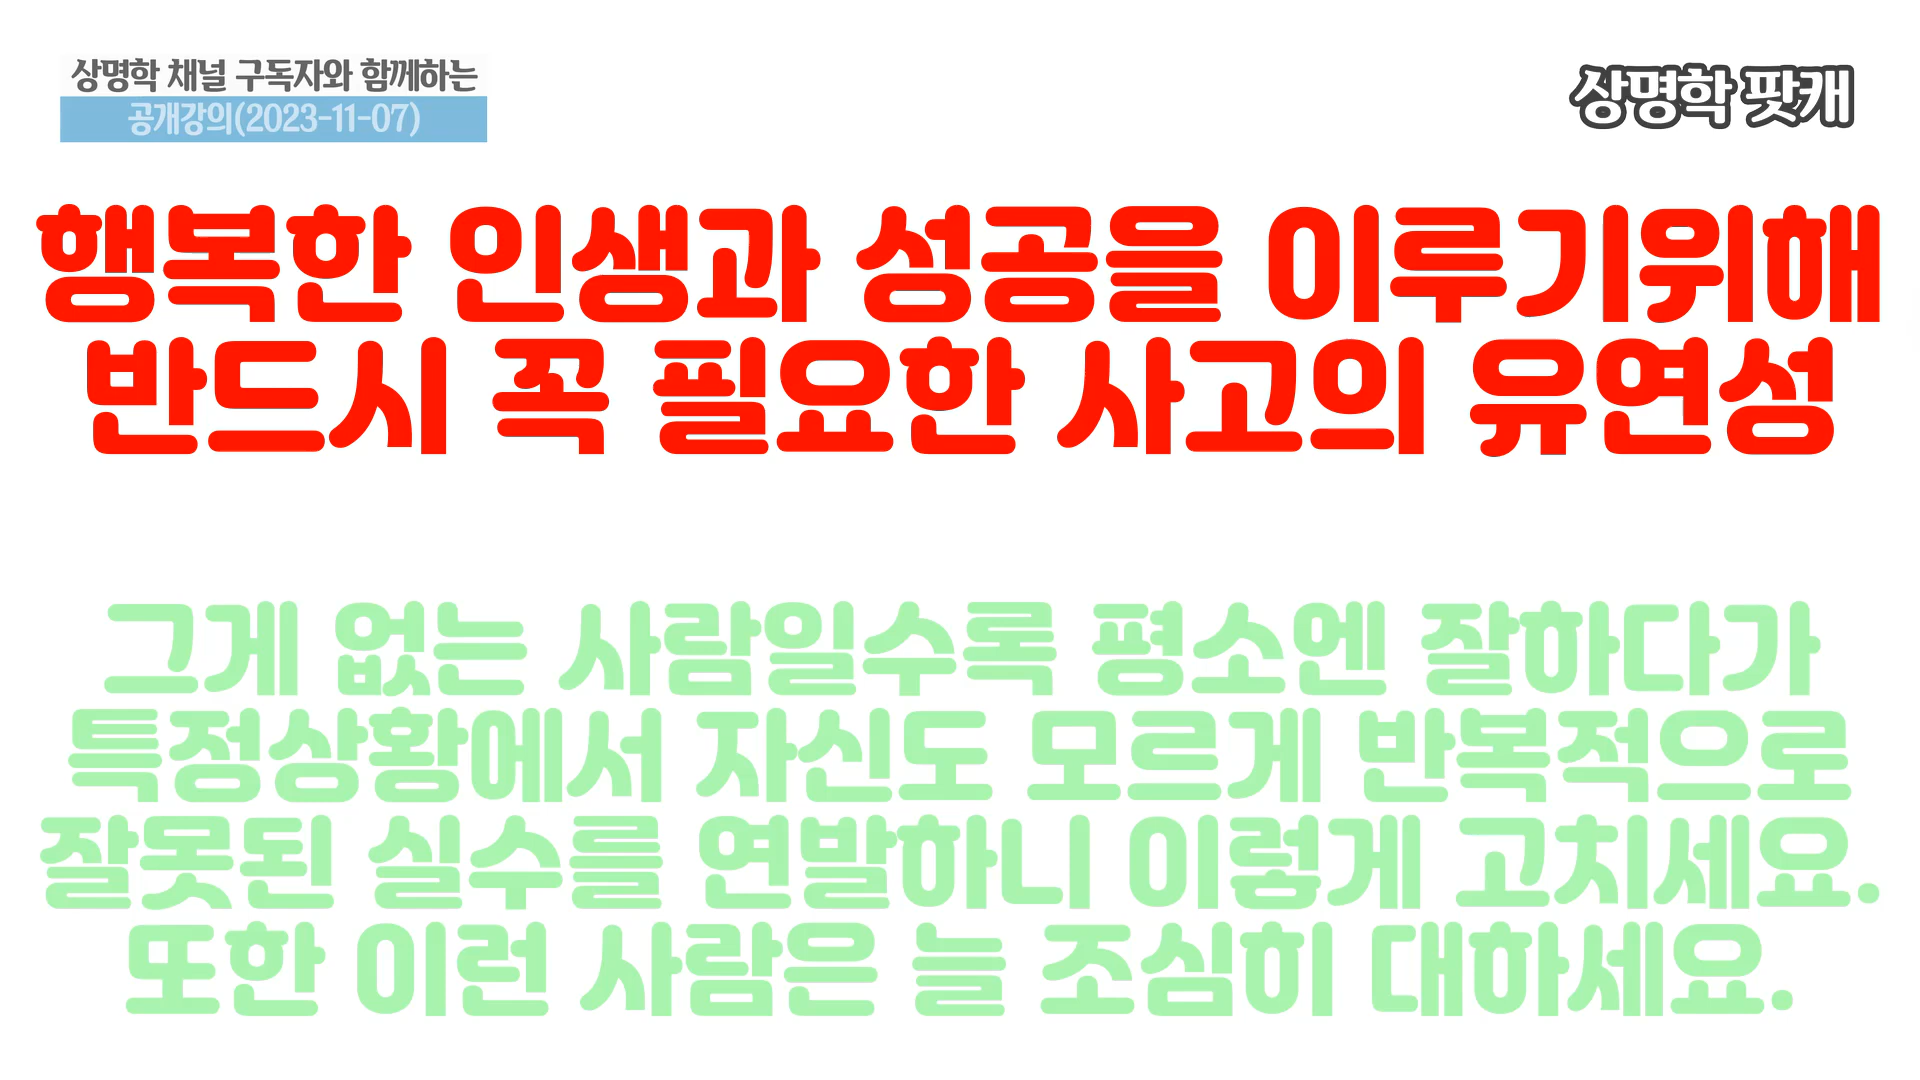 상명학 채널 구독자와 함께하는
공개강의(2023-11-07)
상명학 팟캐
행복한 인생과 성공을 이루기위해
반드시 꼭 필요한 사고의 유연성
그게 없는 사람일수록 평소엔 잘하다가
특정상황에서 자신도 모르게 반복적으로
잘못된 실수를 연발하니 이렇게 고치세요.
또한 이런 사람은 늘 조심히 대하세요.